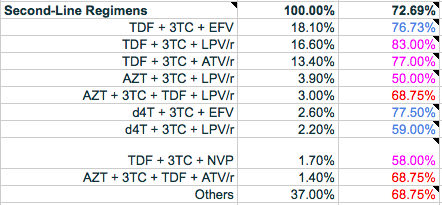 Second-Line Regimens 100.00% 72.69%
TDF + 3TC + EFV 18.10% 76.73%
TDF + 3TC + LPV/r 16.60% 83.00%
TDF + 3TC + ATV/r 13.40% 77.00%
AZT + 3TC + LPV/r 3.90% 50.00%
AZT + 3TC + TDF + LPV/r 3.00% 68.75%
d4T + 3TC + EFV 2.60% 77.50%
d4T + 3TC + LPV/r 2.20% 59.00%
TDF + 3TC + NVP 1.70% 58.00%
AZT + 3TC + TDF + ATV/r 1.40% 68.75%
Others 37.00% 68.75%